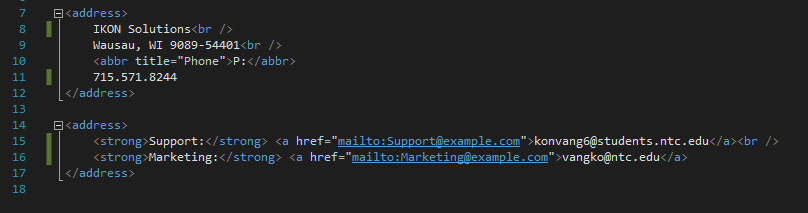 7 <address>
8 IKON Solutions<br />
9 Wausau, WI 9089-54401<br />
10 <abbr title="Phone">P:</abbr>
11 715.571.8244
12 </address>
13
14 <address>
15 <strong>Support:</strong> <a href="mailto:Support@example.com">konvang6@students.ntc.edu</a><br />
16 <strong>Marketing:</strong> <a href="mailto:Marketing@example.com">vangko@ntc.edu</a>
17 </address>
18